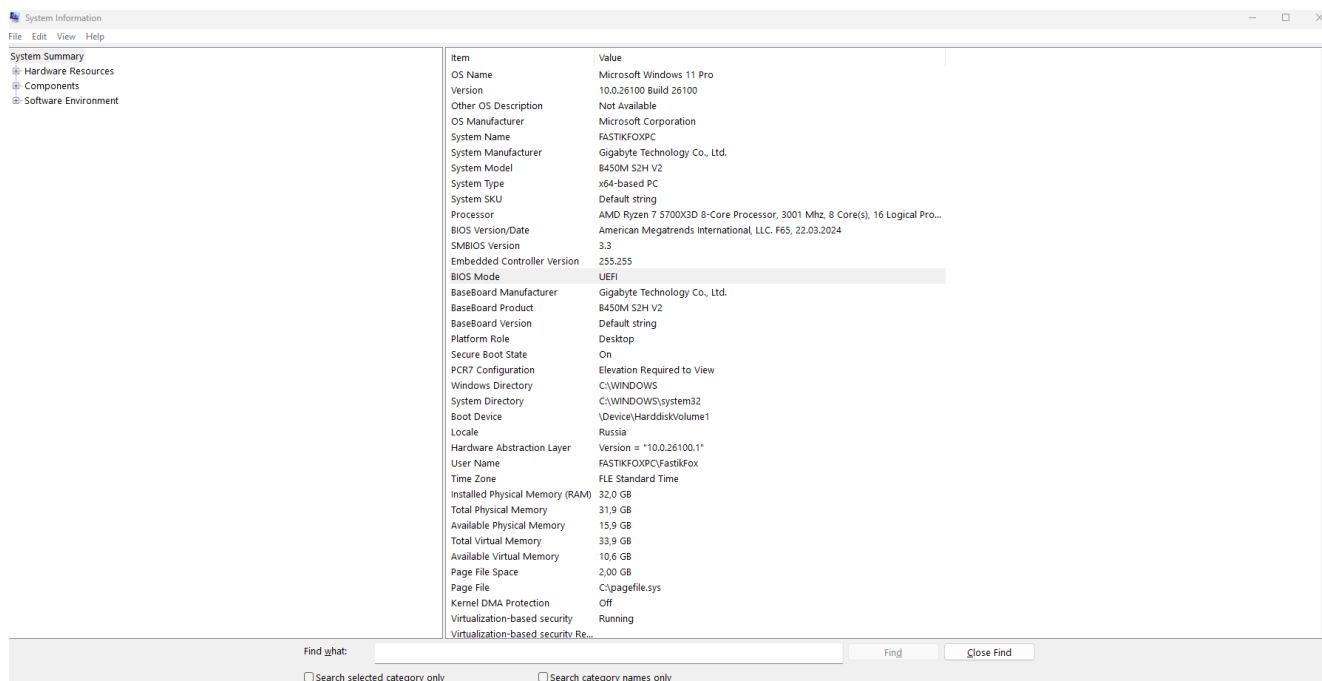 System Information
File Edit View Help
System Summary
Hardware Resources
Components
Software Environment
Item Value
OS Name Microsoft Windows 11 Pro
Version 10.0.26100 Build 26100
Other OS Description Not Available
OS Manufacturer Microsoft Corporation
System Name FASTIKFOXPC
System Manufacturer Gigabyte Technology Co., Ltd.
System Model B450M S2H V2
System Type x64-based PC
System SKU Default string
Processor AMD Ryzen 7 5700X3D 8-Core Processor, 3001 Mhz, 8 Core(s), 16 Logical Pro...
BIOS Version/Date American Megatrends International, LLC. F65, 22.03.2024
SMBIOS Version 3.3
Embedded Controller Version 255.255
BIOS Mode UEFI
BaseBoard Manufacturer Gigabyte Technology Co., Ltd.
BaseBoard Product B450M S2H V2
BaseBoard Version Default string
Platform Role Desktop
Secure Boot State On
PCR7 Configuration Elevation Required to View
Windows Directory C:\WINDOWS
System Directory C:\WINDOWS\system32
Boot Device \Device\HarddiskVolume1
Locale Russia
Hardware Abstraction Layer Version = "10.0.26100.1"
User Name FASTIKFOXPC\FastikFox
Time Zone FLE Standard Time
Installed Physical Memory (RAM) 32,0 GB
Total Physical Memory 31,9 GB
Available Physical Memory 15,9 GB
Total Virtual Memory 33,9 GB
Available Virtual Memory 10,6 GB
Page File Space 2,00 GB
Page File C:\pagefile.sys
Kernel DMA Protection Off
Virtualization-based security Running
Virtualization-based security Re...
Find what: Find Close Find
Search selected category only Search category names only